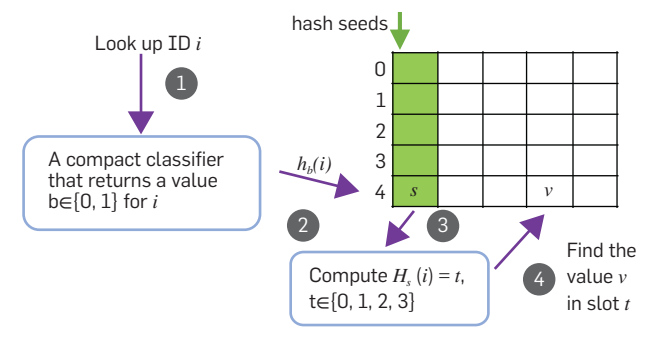 hash seeds
Look up ID i
1
0
1
2
3
4
s
v
A compact classifier
that returns a value
b∈{0, 1} for i
h_b(i)
2
3
Compute H_s (i) = t,
t∈{0, 1, 2, 3}
4
Find the
value v
in slot t